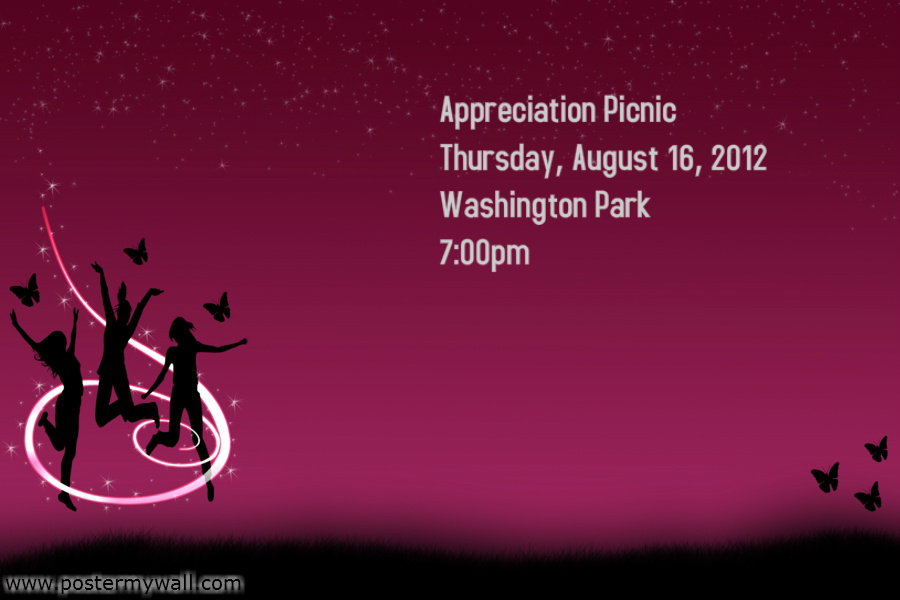 Appreciation Picnic
Thursday, August 16, 2012
Washington Park
7:00pm
www.postermywall.com